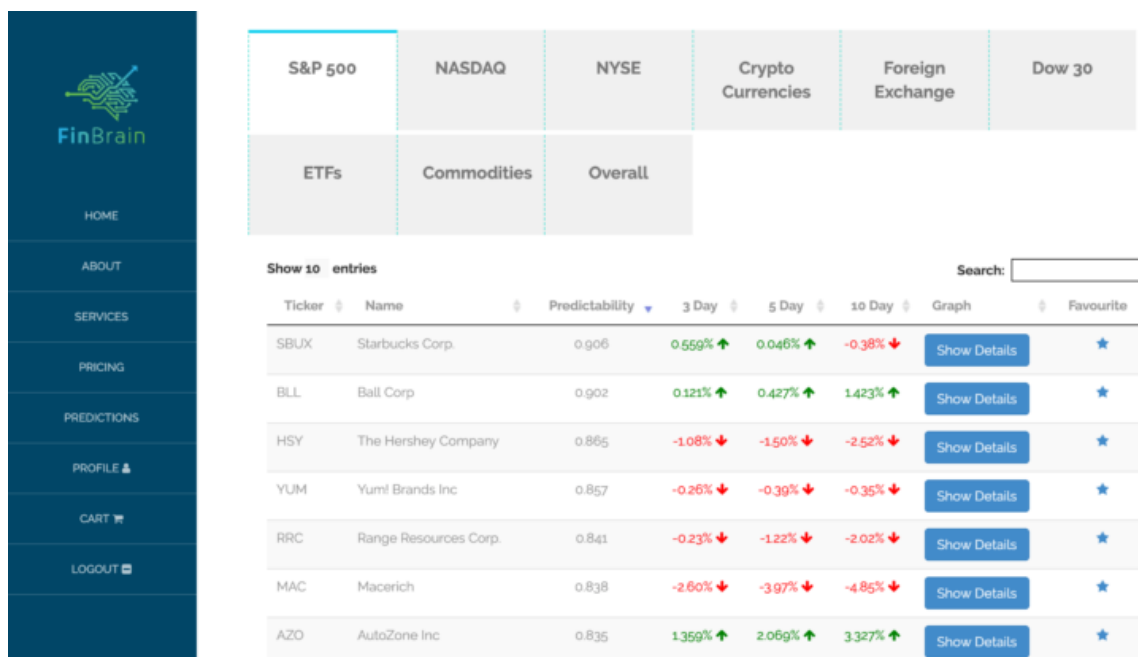 FinBrain
HOME
ABOUT
SERVICES
PRICING
PREDICTIONS
PROFILE
CART
LOGOUT
S&P 500 NASDAQ NYSE Crypto Currencies Foreign Exchange Dow 30
ETFs Commodities Overall
Show 10 entries Search:
Ticker Name Predictability 3 Day 5 Day 10 Day Graph Favourite
SBUX Starbucks Corp. 0.906 0.559% 0.046% -0.38% Show Details
BLL Ball Corp 0.902 0.121% 0.427% 1.423% Show Details
HSY The Hershey Company 0.865 -1.08% -1.50% -2.52% Show Details
YUM Yum! Brands Inc 0.857 -0.26% -0.39% -0.35% Show Details
RRC Range Resources Corp. 0.841 -0.23% -1.22% -2.02% Show Details
MAC Macerich 0.838 -2.60% -3.97% -4.85% Show Details
AZO AutoZone Inc 0.835 1.359% 2.069% 3.327% Show Details